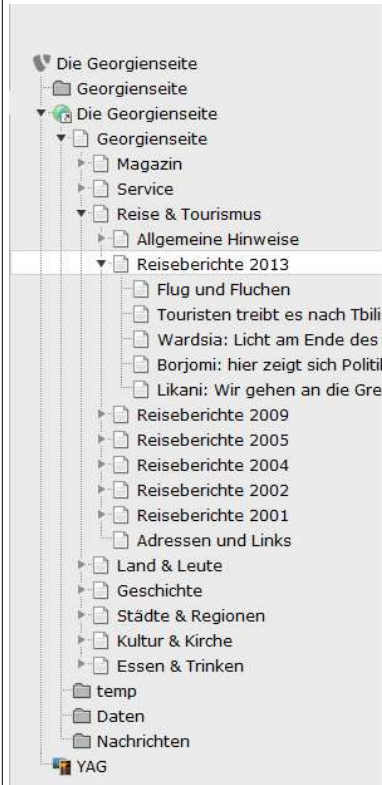 Die Georgienseite
Georgienseite
Die Georgienseite
Georgienseite
Magazin
Service
Reise & Tourismus
Allgemeine Hinweise
Reiseberichte 2013
Flug und Fluchen
Touristen treibt es nach Tbili
Wardsia: Licht am Ende des
Borjomi: hier zeigt sich Politik
Likani: Wir gehen an die Gre
Reiseberichte 2009
Reiseberichte 2005
Reiseberichte 2004
Reiseberichte 2002
Reiseberichte 2001
Adressen und Links
Land & Leute
Geschichte
Städte & Regionen
Kultur & Kirche
Essen & Trinken
temp
Daten
Nachrichten
YAG